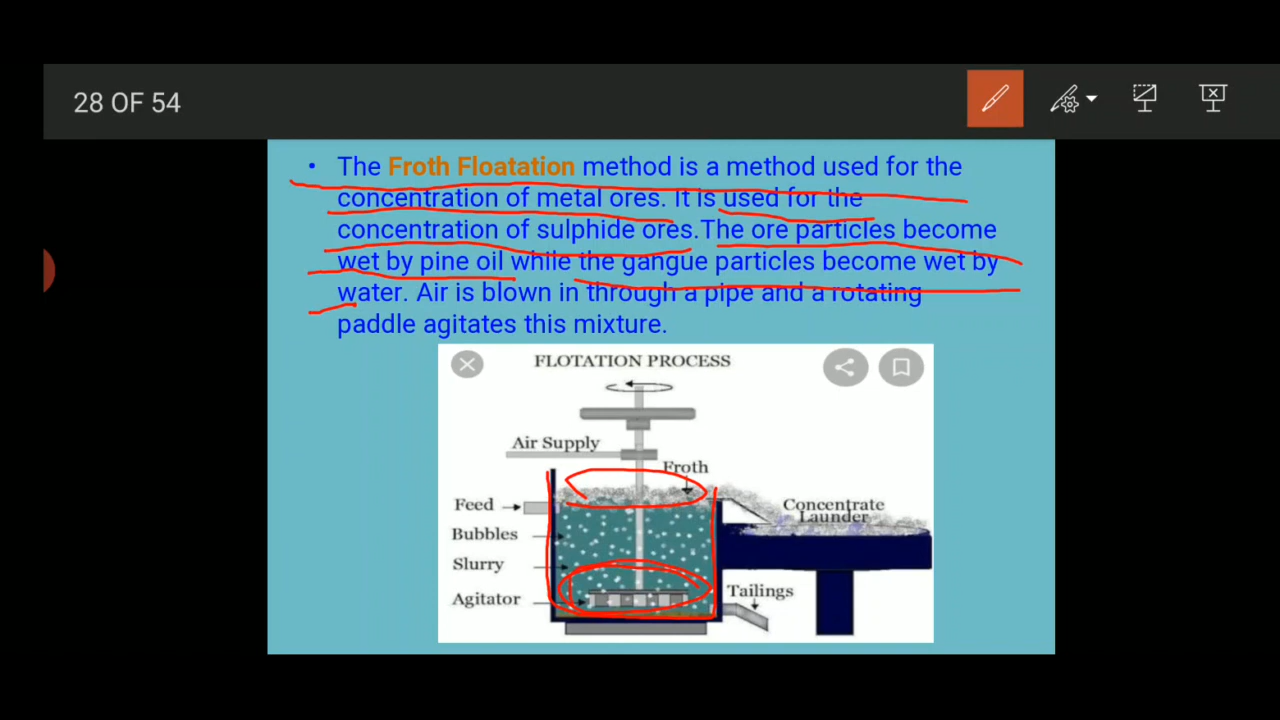 28 OF 54
• The Froth Floatation method is a method used for the
concentration of metal ores. It is used for the
concentration of sulphide ores.The ore particles become
wet by pine oil while the gangue particles become wet by
water. Air is blown in through a pipe and a rotating
paddle agitates this mixture.
FLOTATION PROCESS
Air Supply
Froth
Feed
Concentrate
Launder
Bubbles
Slurry
Agitator
Tailings